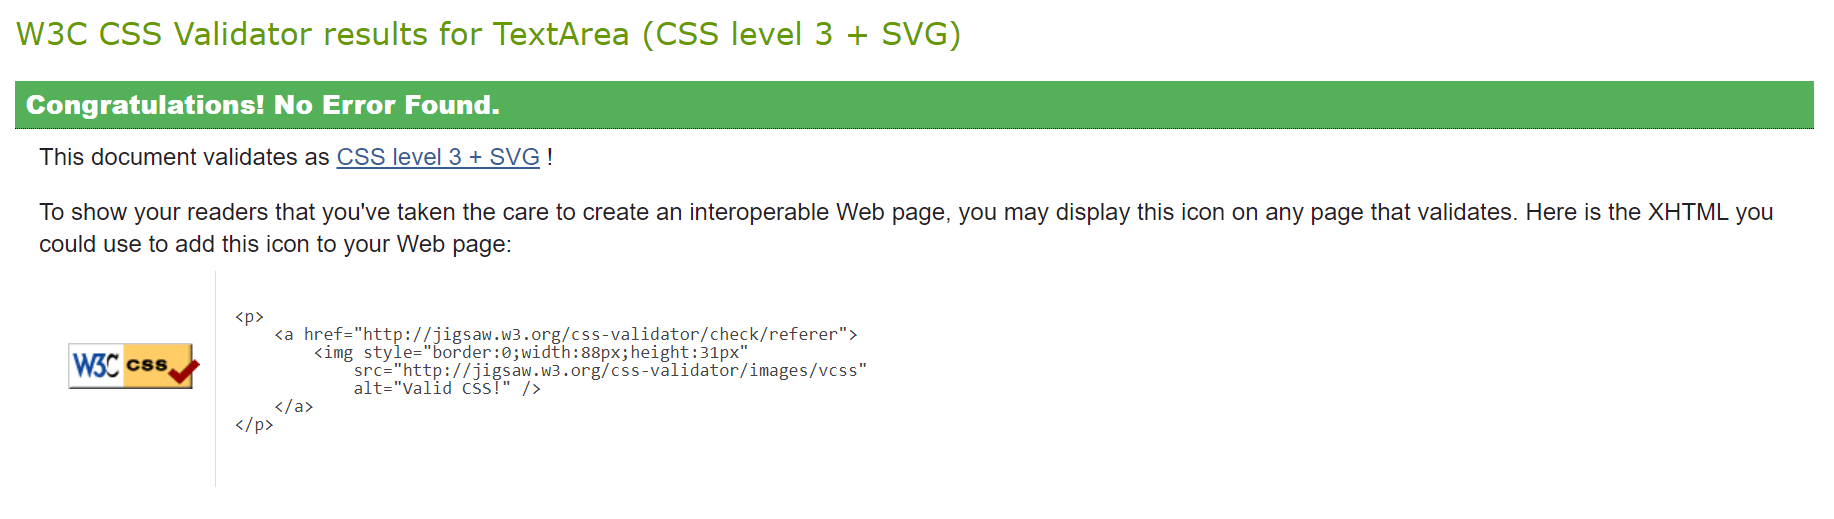 W3C CSS Validator results for TextArea (CSS level 3 + SVG)
Congratulations! No Error Found.
This document validates as CSS level 3 + SVG !
To show your readers that you've taken the care to create an interoperable Web page, you may display this icon on any page that validates. Here is the XHTML you
could use to add this icon to your Web page:
W3C css
<p>
    <a href="http://jigsaw.w3.org/css-validator/check/referer">
        <img style="border:0;width:88px;height:31px"
            src="http://jigsaw.w3.org/css-validator/images/vcss"
            alt="Valid CSS!" />
    </a>
</p>